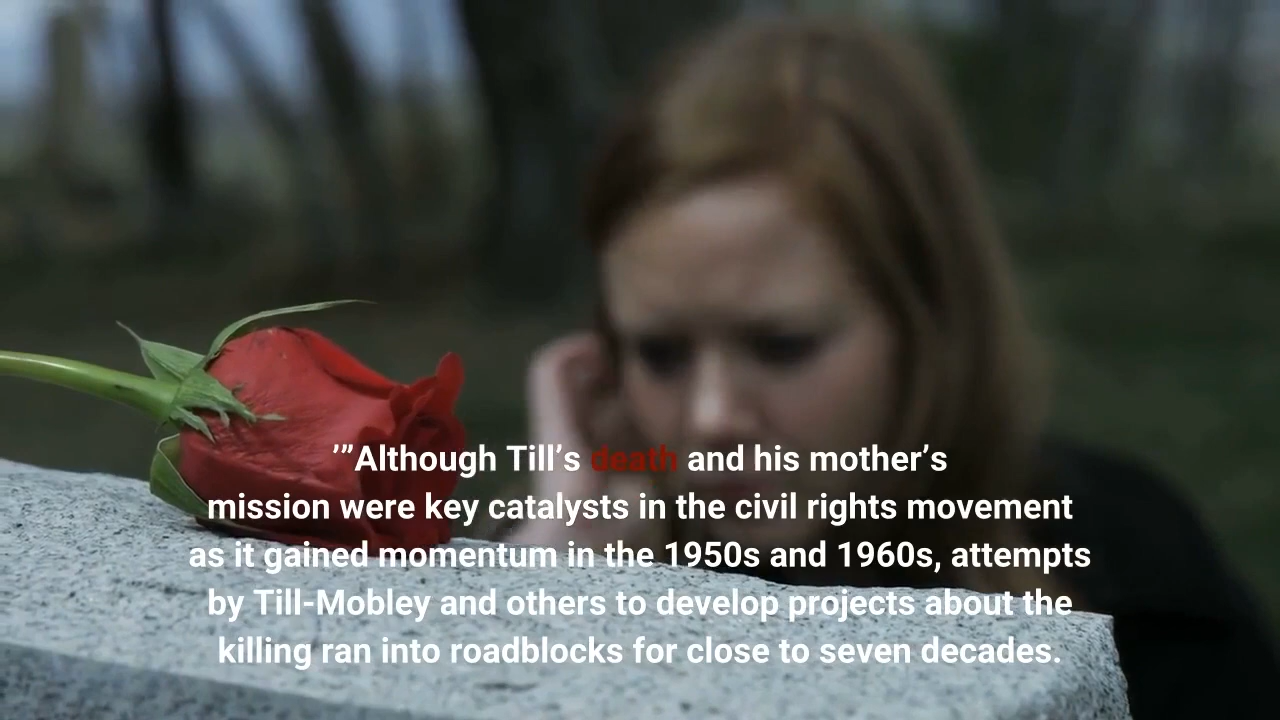 ’”Although Till’s death and his mother’s
mission were key catalysts in the civil rights movement
as it gained momentum in the 1950s and 1960s, attempts
by Till-Mobley and others to develop projects about the
killing ran into roadblocks for close to seven decades.